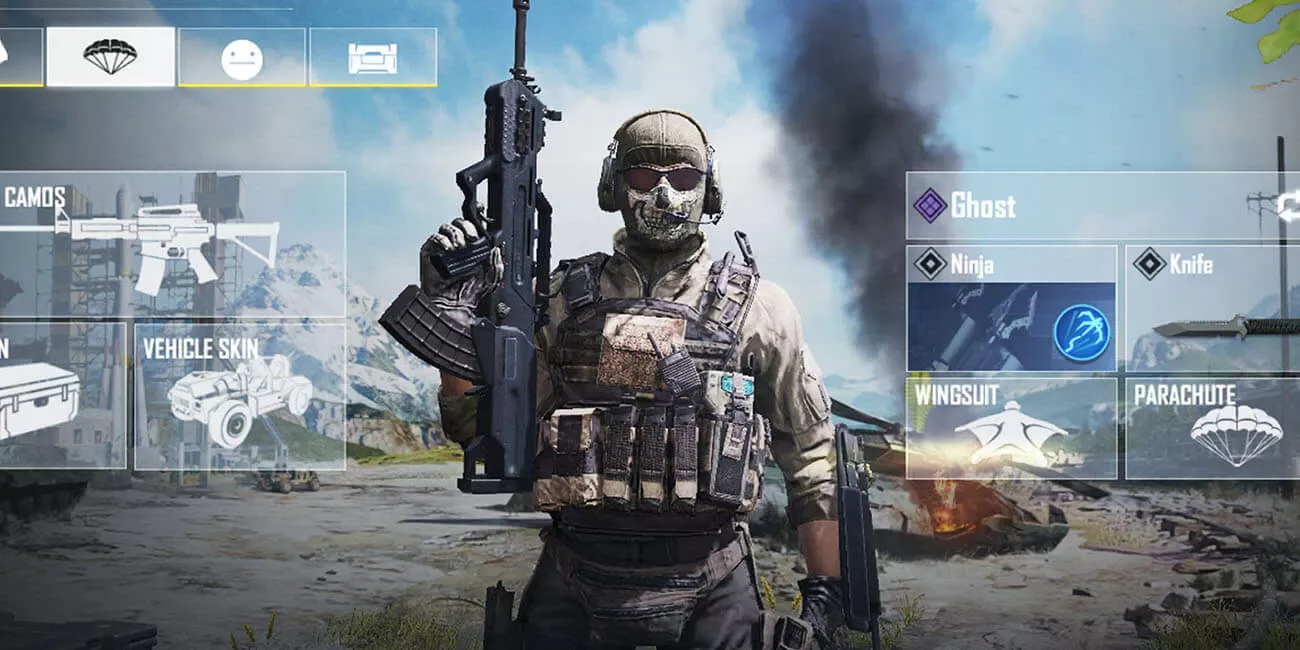 CAMOS
N
VEHICLE SKIN
Ghost
Ninja
Knife
WINGSUIT
PARACHUTE